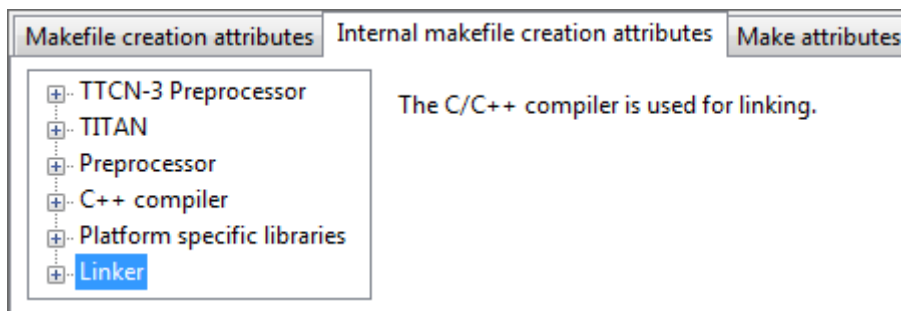 Makefile creation attributes Internal makefile creation attributes Make attributes
TTCN-3 Preprocessor
TITAN
Preprocessor
C++ compiler
Platform specific libraries
Linker
The C/C++ compiler is used for linking.